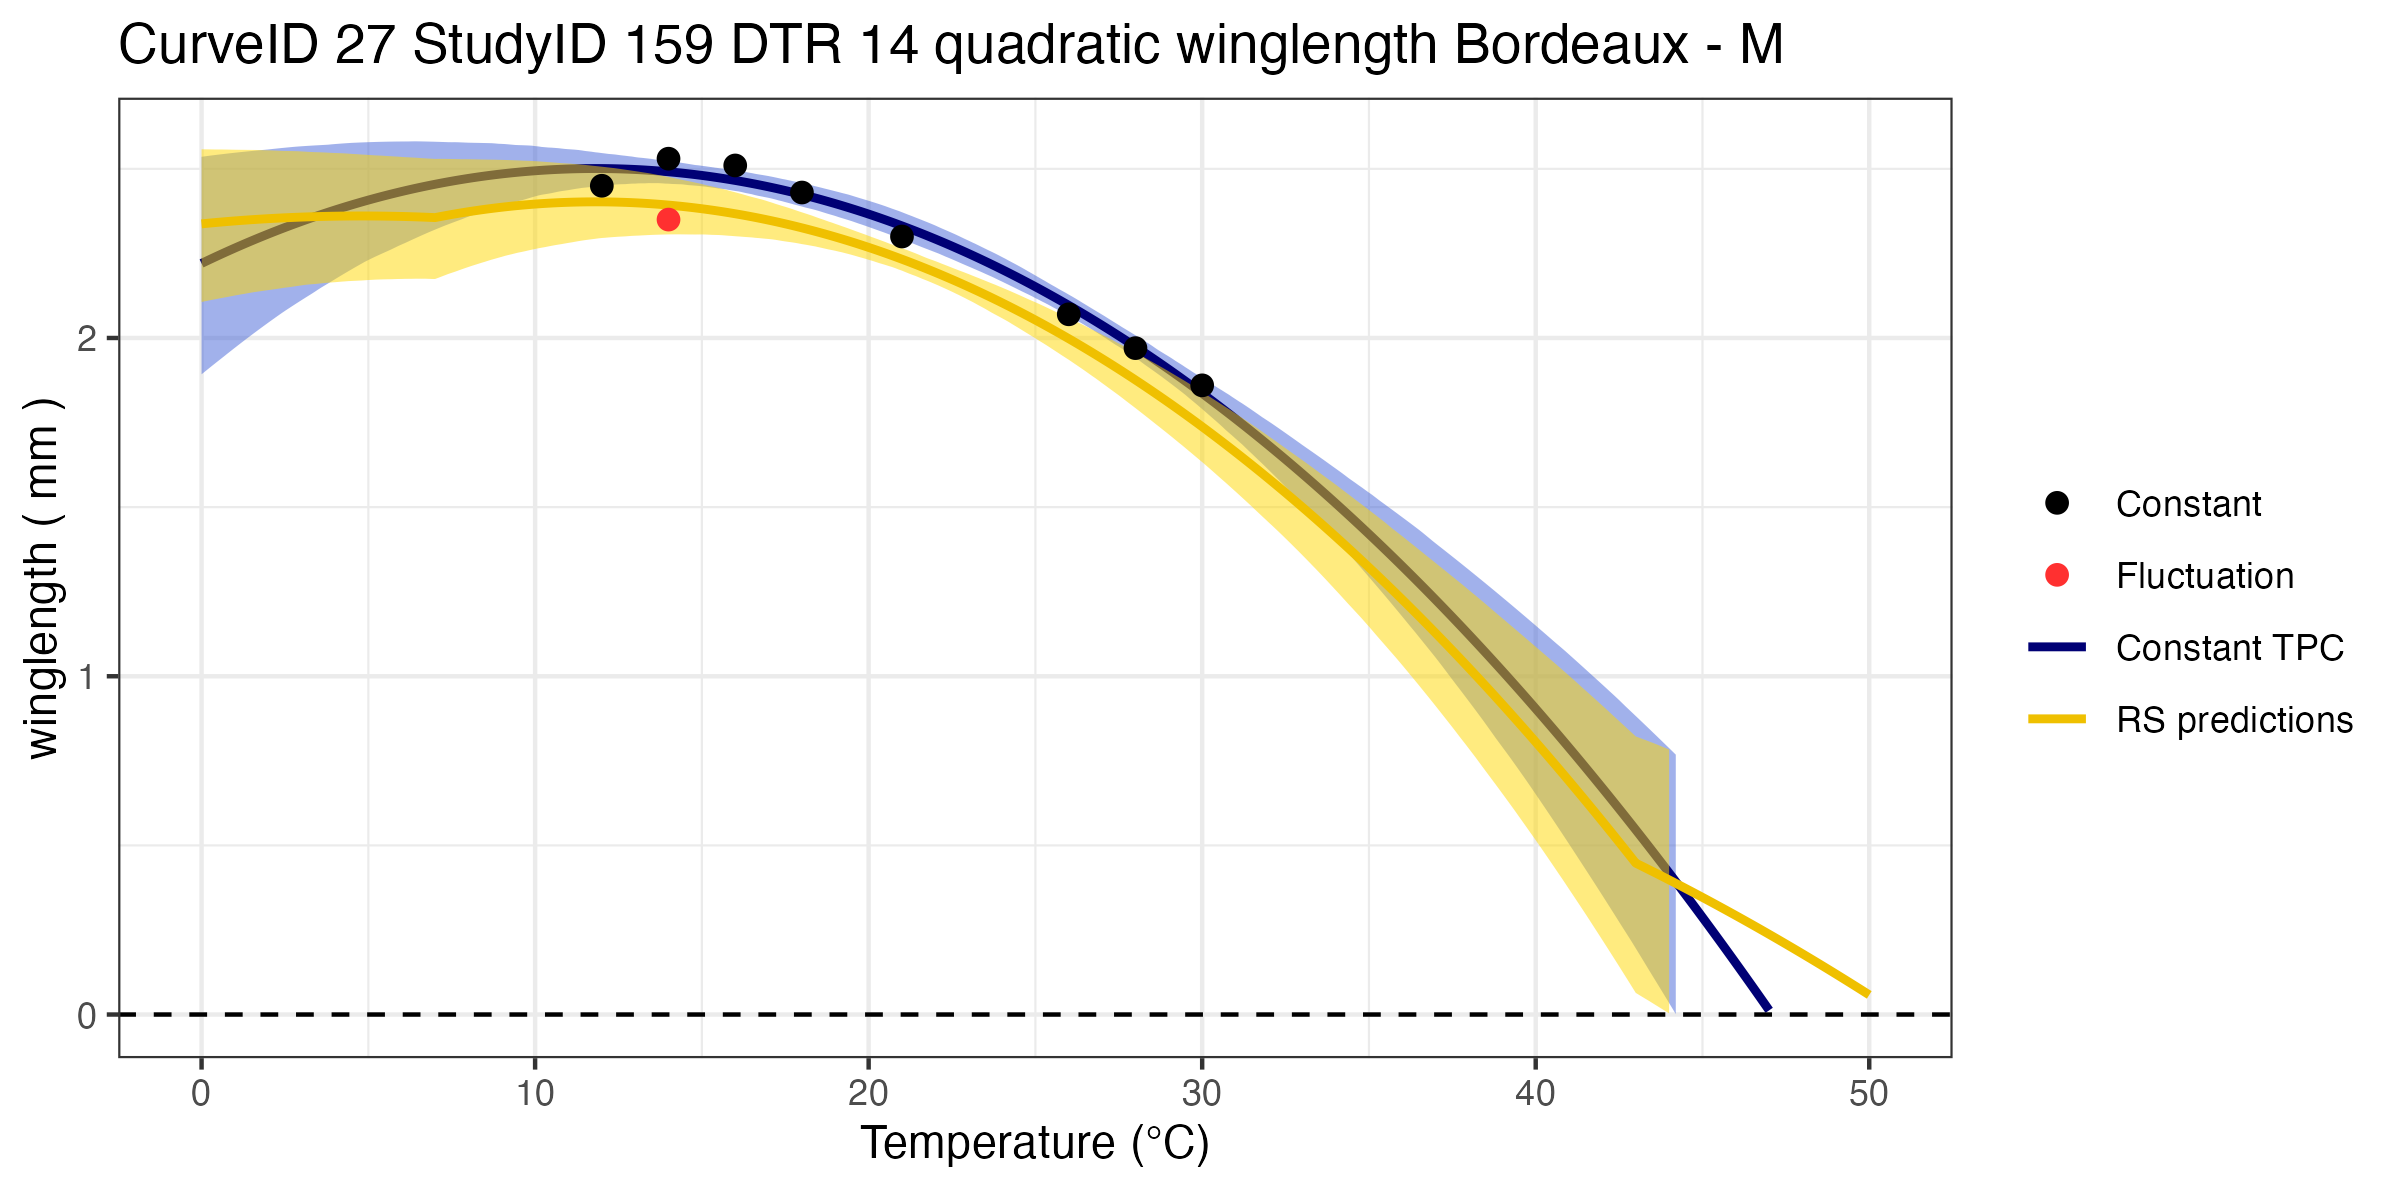 CurveID 27 StudyID 159 DTR 14 quadratic winglength Bordeaux - M
winglength ( mm )
2
1
0
0 10 20 30 40 50
Temperature (°C)
Constant
Fluctuation
Constant TPC
RS predictions